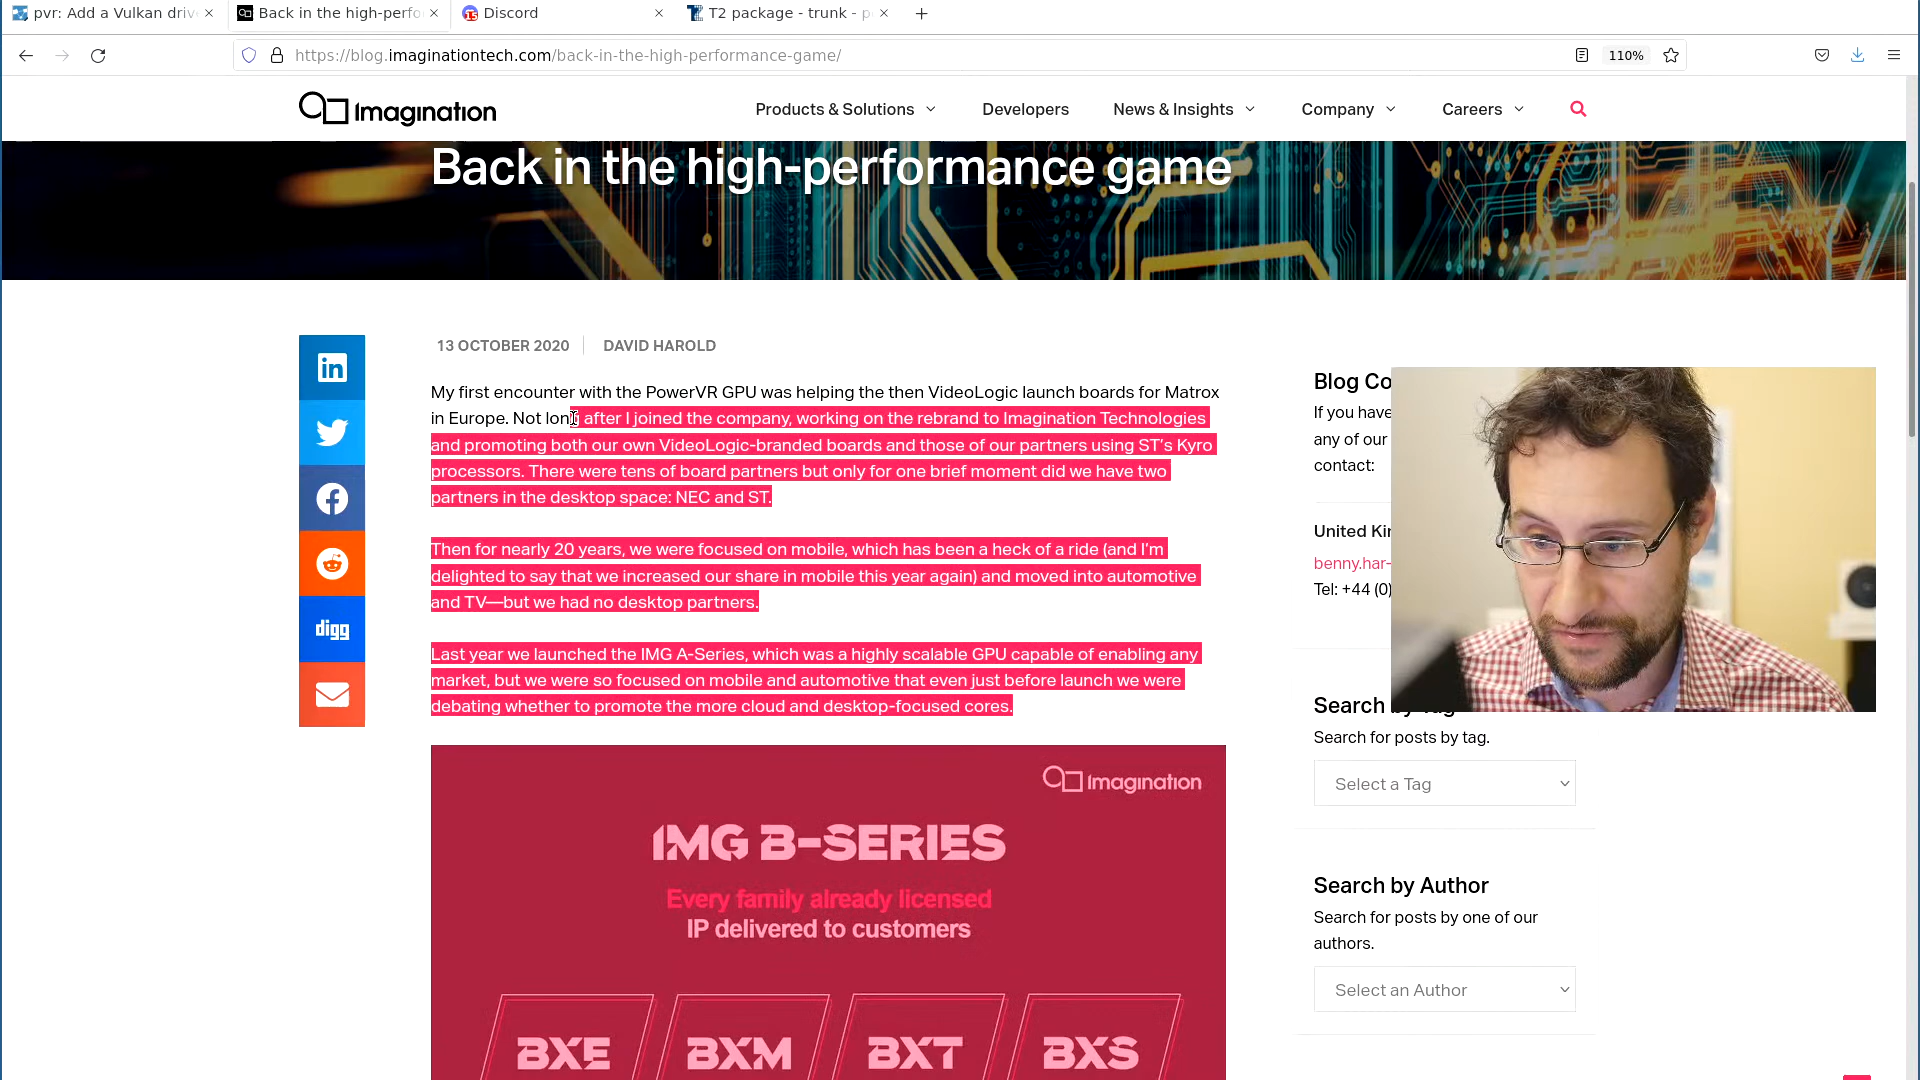 pvr: Add a Vulkan driv
Back in the high-perfo
Discord
T2 package - trunk - p
https://blog.imaginationtech.com/back-in-the-high-performance-game/
110%
Imagination
Products & Solutions
Developers
News & Insights
Company
Careers
Back in the high-performance game
13 OCTOBER 2020
DAVID HAROLD
My first encounter with the PowerVR GPU was helping the then VideoLogic launch boards for Matrox
in Europe. Not long after I joined the company, working on the rebrand to Imagination Technologies
and promoting both our own VideoLogic-branded boards and those of our partners using ST's Kyro
processors. There were tens of board partners but only for one brief moment did we have two
partners in the desktop space: NEC and ST.
Then for nearly 20 years, we were focused on mobile, which has been a heck of a ride (and I'm
delighted to say that we increased our share in mobile this year again) and moved into automotive
and TV—but we had no desktop partners.
Last year we launched the IMG A-Series, which was a highly scalable GPU capable of enabling any
market, but we were so focused on mobile and automotive that even just before launch we were
debating whether to promote the more cloud and desktop-focused cores.
in
digg
Imagination
IMG B-SERIES
Every family already licensed
IP delivered to customers
BXE
BXM
BXT
BXS
Blog Co
If you have
any of our
contact:
United Kin
benny.har-
Tel: +44 (0)
Search by Tag
Search for posts by tag.
Select a Tag
Search by Author
Search for posts by one of our
authors.
Select an Author